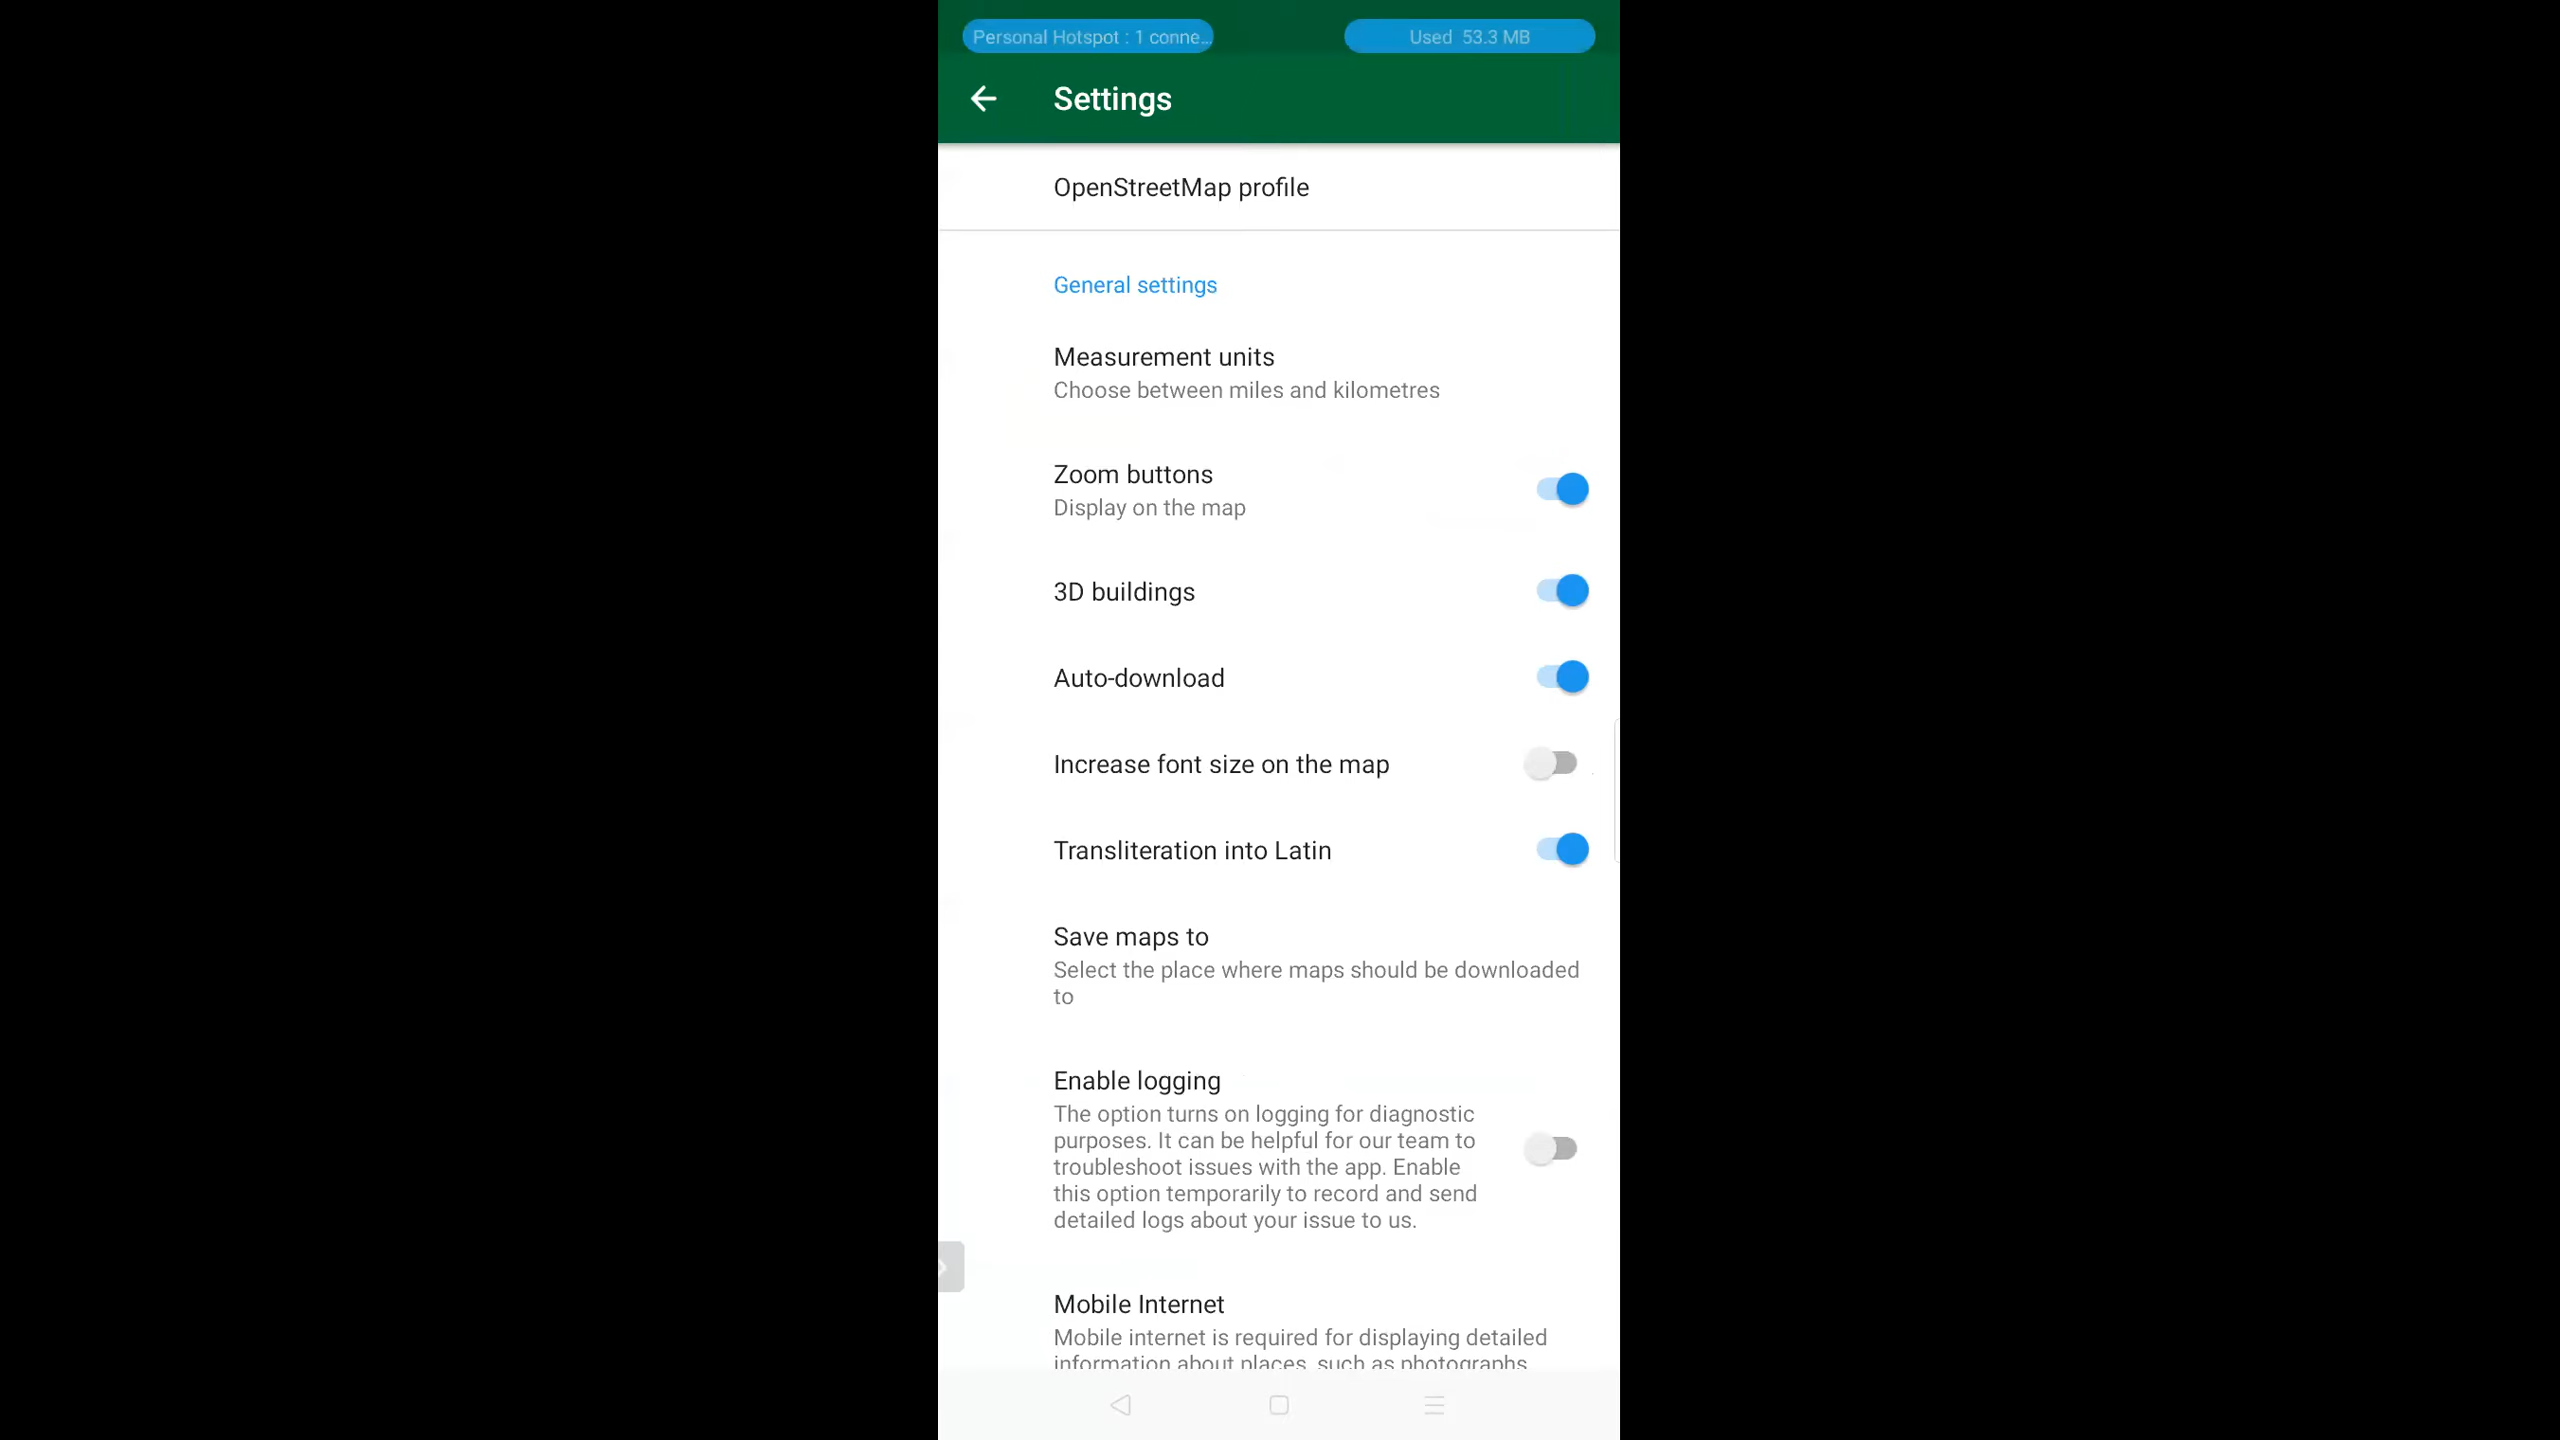 Personal Hotspot : 1 conne... Used 53.3 MB
Settings
OpenStreetMap profile
General settings
Measurement units
Choose between miles and kilometres
Zoom buttons
Display on the map
3D buildings
Auto-download
Increase font size on the map
Transliteration into Latin
Save maps to
Select the place where maps should be downloaded
to
Enable logging
The option turns on logging for diagnostic
purposes. It can be helpful for our team to
troubleshoot issues with the app. Enable
this option temporarily to record and send
detailed logs about your issue to us.
Mobile Internet
Mobile internet is required for displaying detailed
information about places, such as photographs